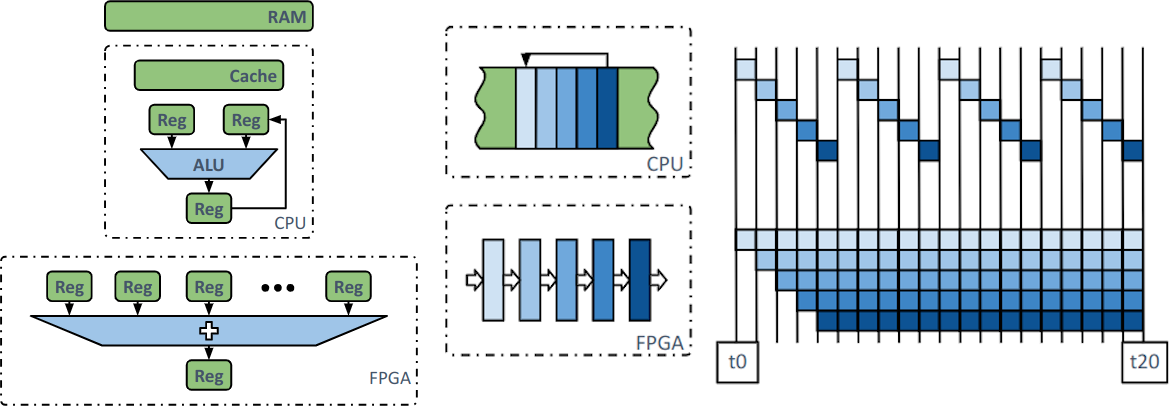 RAM
Cache
Reg
Reg
ALU
Reg
CPU
Reg
Reg
Reg
Reg
Reg
FPGA
CPU
FPGA
t0
t20